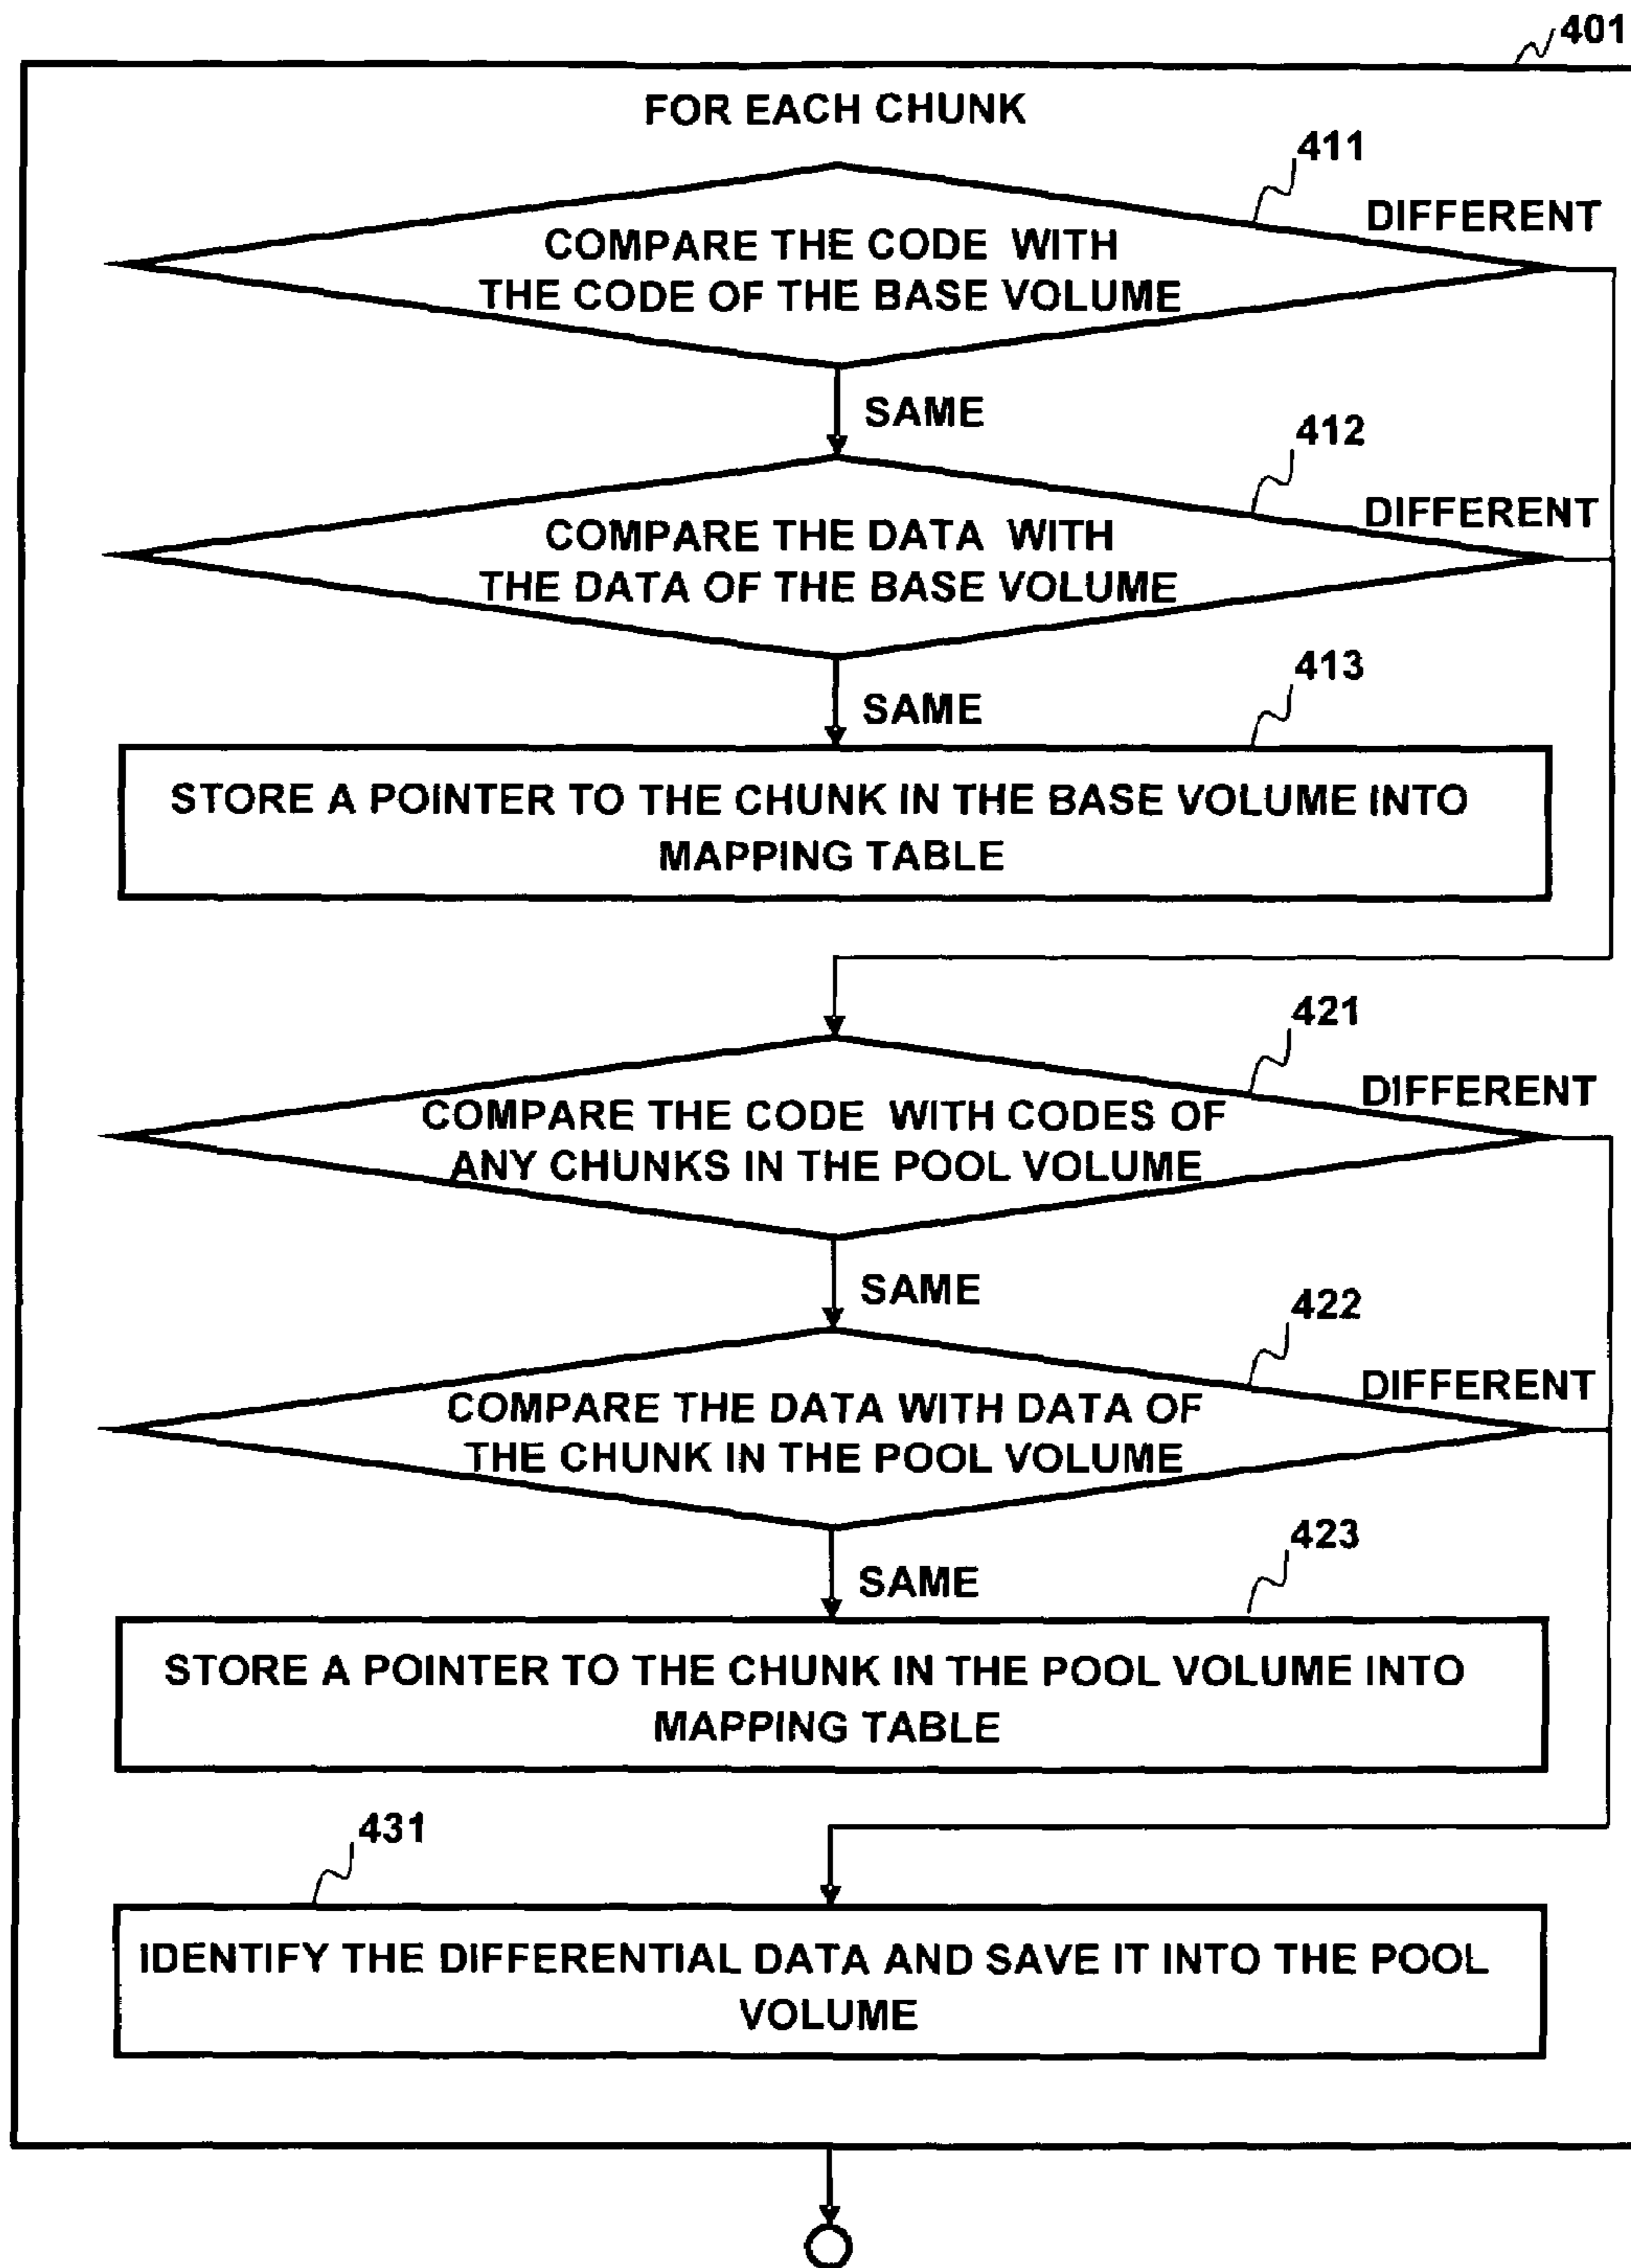 401
FOR EACH CHUNK
411
DIFFERENT
COMPARE THE CODE WITH
THE CODE OF THE BASE VOLUME
SAME
412
DIFFERENT
COMPARE THE DATA WITH
THE DATA OF THE BASE VOLUME
SAME
413
STORE A POINTER TO THE CHUNK IN THE BASE VOLUME INTO
MAPPING TABLE
421
DIFFERENT
COMPARE THE CODE WITH CODES OF
ANY CHUNKS IN THE POOL VOLUME
SAME
422
DIFFERENT
COMPARE THE DATA WITH DATA OF
THE CHUNK IN THE POOL VOLUME
SAME
423
STORE A POINTER TO THE CHUNK IN THE POOL VOLUME INTO
MAPPING TABLE
431
IDENTIFY THE DIFFERENTIAL DATA AND SAVE IT INTO THE POOL
VOLUME